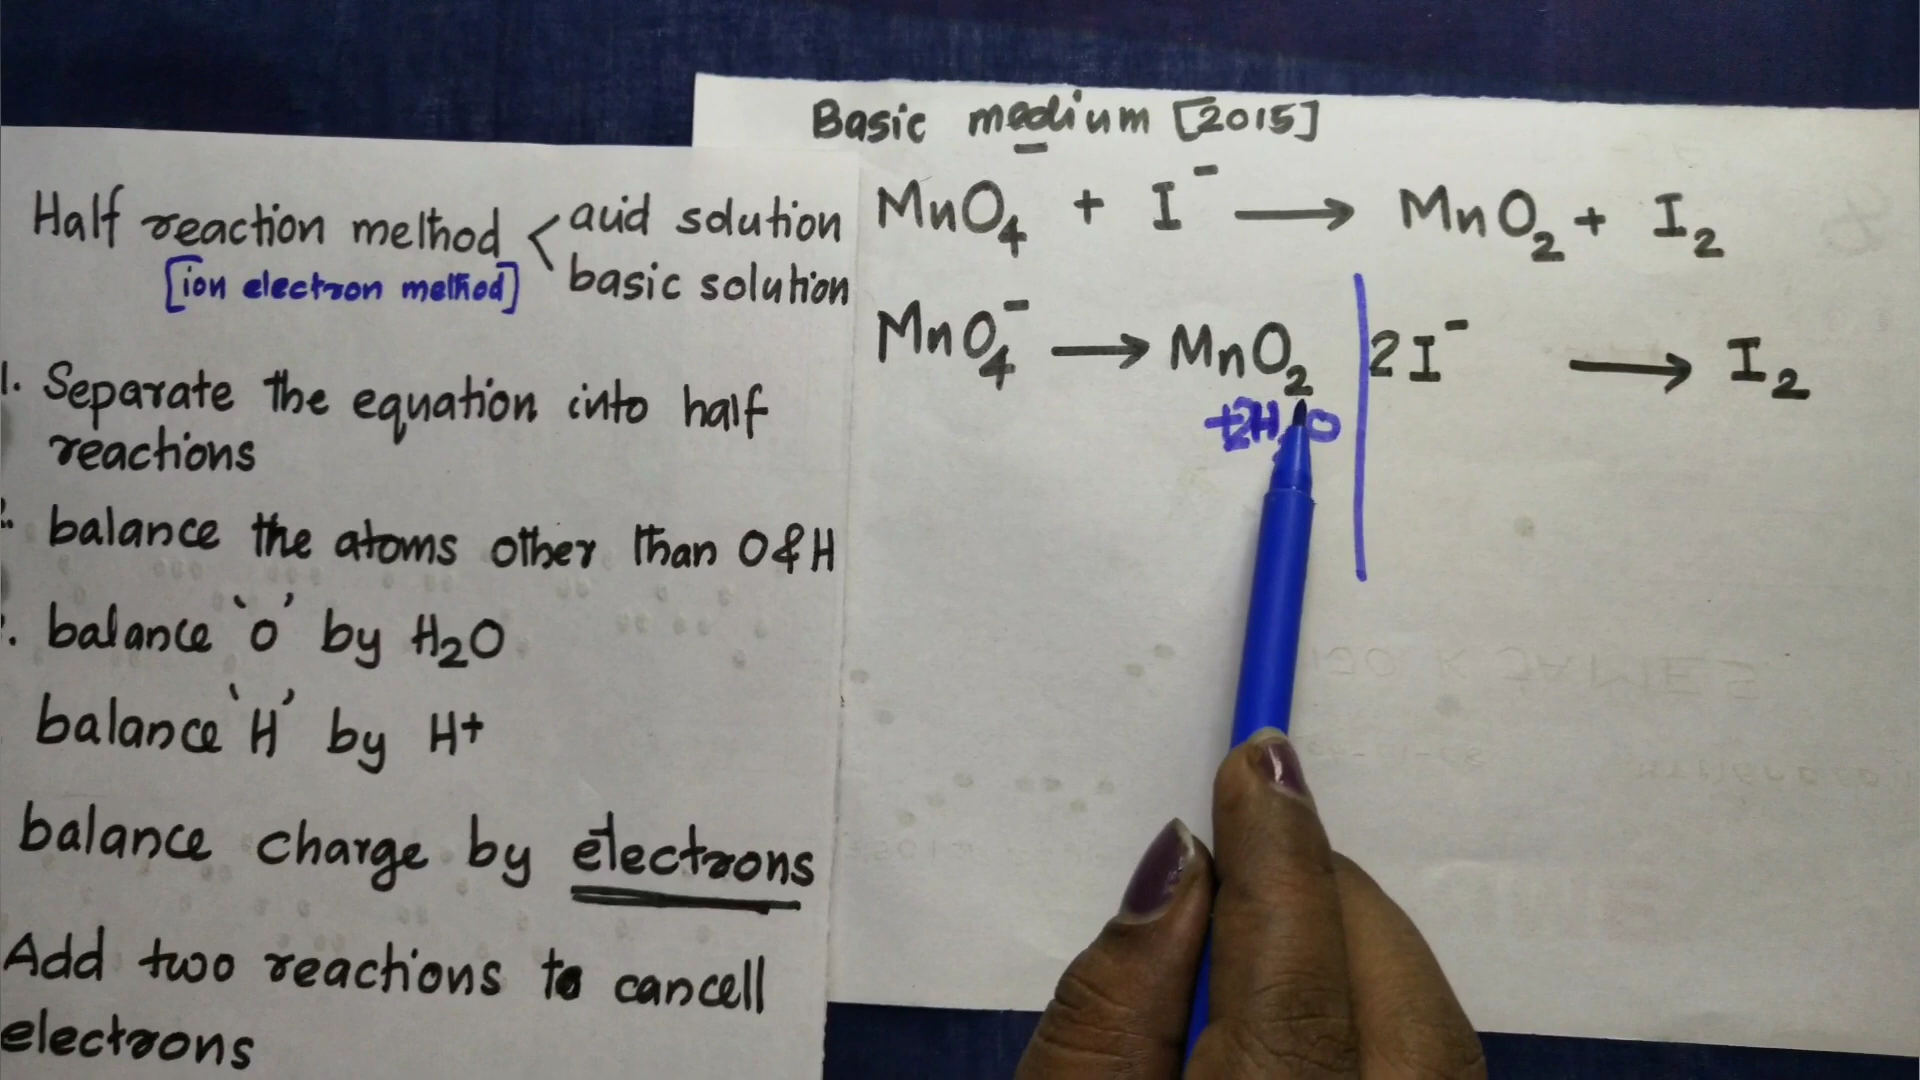 Half reaction method < acid solution
basic solution
[ion electron method]
1. Separate the equation into half
reactions
balance the atoms other than O & H
balance 'O' by H₂O
balance 'H' by H+
balance charge by electrons
Add two reactions to cancell
electrons
Basic medium [2015]
MnO₄⁻ + I⁻ → MnO₂ + I₂
MnO₄⁻ → MnO₂ | 2I⁻ → I₂